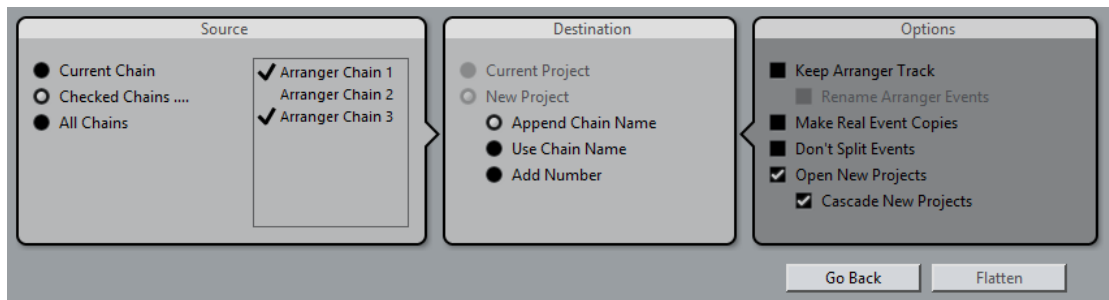 Source
Current Chain
Checked Chains ....
All Chains
Arranger Chain 1
Arranger Chain 2
Arranger Chain 3
Destination
Current Project
New Project
Append Chain Name
Use Chain Name
Add Number
Options
Keep Arranger Track
Rename Arranger Events
Make Real Event Copies
Don't Split Events
Open New Projects
Cascade New Projects
Go Back
Flatten